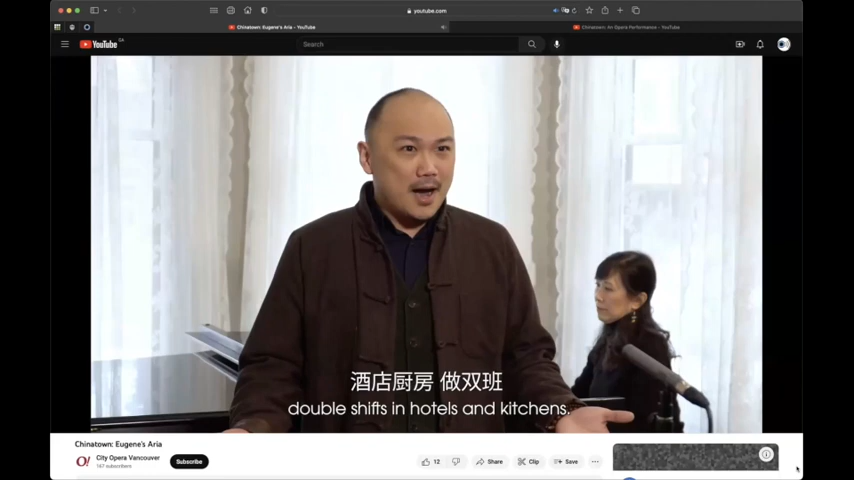 youtube.com
Chinatown: Eugene's Aria - YouTube
Chinatown: An Opera Performance - YouTube
YouTube CA
Search
酒店厨房 做双班
double shifts in hotels and kitchens.
Chinatown: Eugene's Aria
City Opera Vancouver
167 subscribers
Subscribe
12
Share
Clip
Save